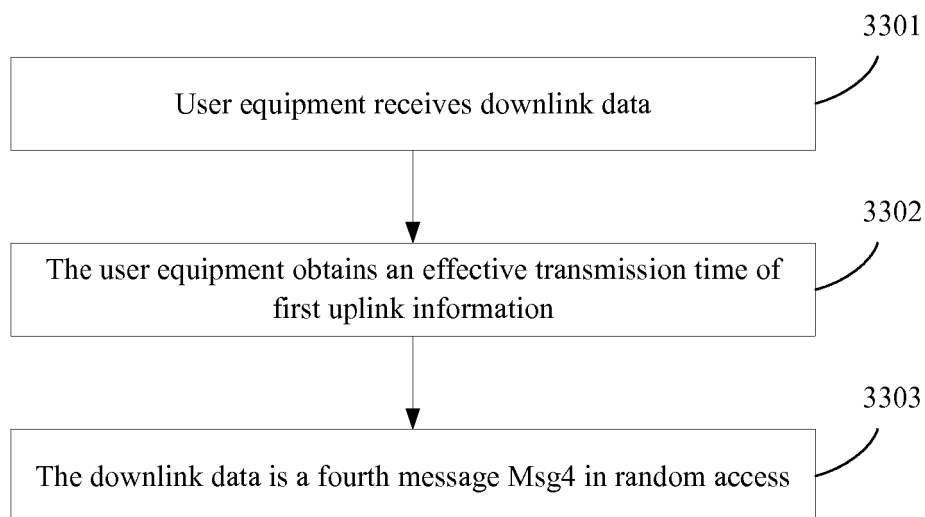 3301
User equipment receives downlink data
3302
The user equipment obtains an effective transmission time of
first uplink information
3303
The downlink data is a fourth message Msg4 in random access